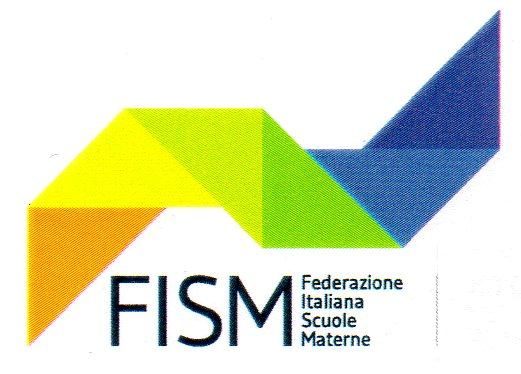 FISM
Federazione
Italiana
Scuole
Materne